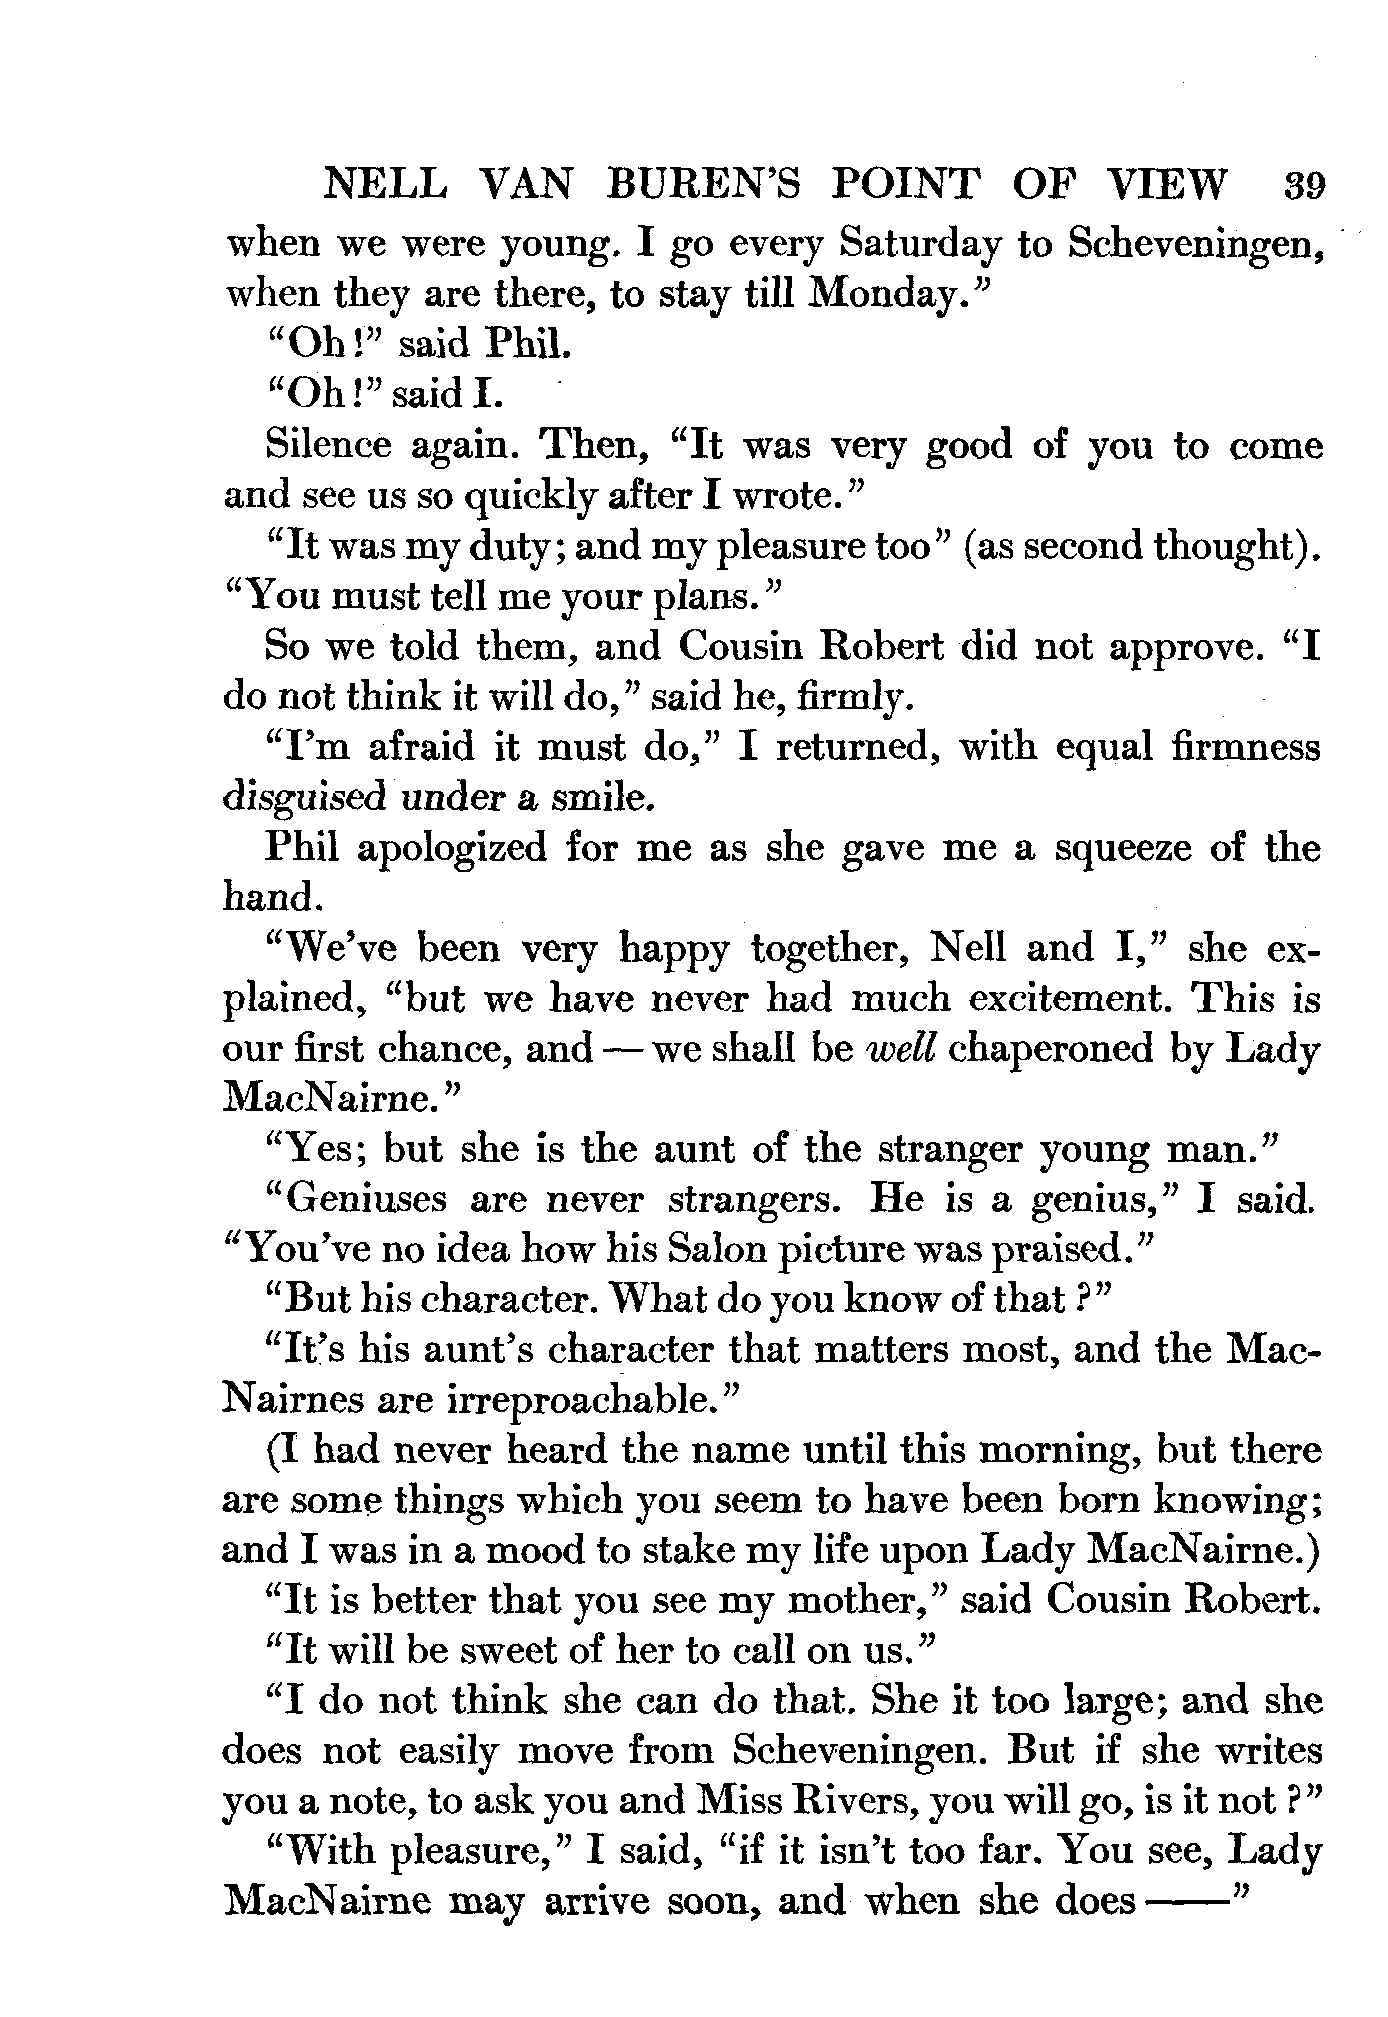 NELL VAN BUREN'S POINT OF VIEW 39
when we were young. I go every Saturday to Scheveningen,
when they are there, to stay till Monday."
"Oh!" said Phil.
"Oh!" said I.
Silence again. Then, "It was very good of you to come
and see us so quickly after I wrote."
"It was my duty; and my pleasure too" (as second thought).
"You must tell me your plans."
So we told them, and Cousin Robert did not approve. "I
do not think it will do," said he, firmly.
"I'm afraid it must do," I returned, with equal firmness
disguised under a smile.
Phil apologized for me as she gave me a squeeze of the
hand.
"We've been very happy together, Nell and I," she ex-
plained, "but we have never had much excitement. This is
our first chance, and — we shall be well chaperoned by Lady
MacNairne."
"Yes; but she is the aunt of the stranger young man."
"Geniuses are never strangers. He is a genius," I said.
"You've no idea how his Salon picture was praised."
"But his character. What do you know of that?"
"It's his aunt's character that matters most, and the Mac-
Nairnes are irreproachable."
(I had never heard the name until this morning, but there
are some things which you seem to have been born knowing;
and I was in a mood to stake my life upon Lady MacNairne.)
"It is better that you see my mother," said Cousin Robert.
"It will be sweet of her to call on us."
"I do not think she can do that. She it too large; and she
does not easily move from Scheveningen. But if she writes
you a note, to ask you and Miss Rivers, you will go, is it not?"
"With pleasure," I said, "if it isn't too far. You see, Lady
MacNairne may arrive soon, and when she does ——"